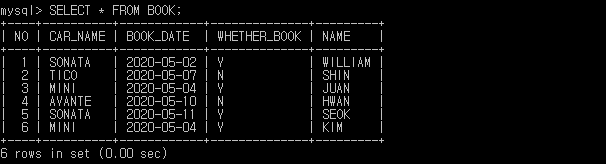 mysql> SELECT * FROM BOOK;
+----+----------+------------+--------------+---------+
| NO | CAR_NAME | BOOK_DATE | WHETHER_BOOK | NAME |
+----+----------+------------+--------------+---------+
| 1 | SONATA | 2020-05-02 | Y | WILLIAM |
| 2 | TICO | 2020-05-07 | N | SHIN |
| 3 | MINI | 2020-05-04 | Y | JUAN |
| 4 | AVANTE | 2020-05-10 | N | HWAN |
| 5 | SONATA | 2020-05-11 | Y | SEOK |
| 6 | MINI | 2020-05-04 | Y | KIM |
+----+----------+------------+--------------+---------+
6 rows in set (0.00 sec)